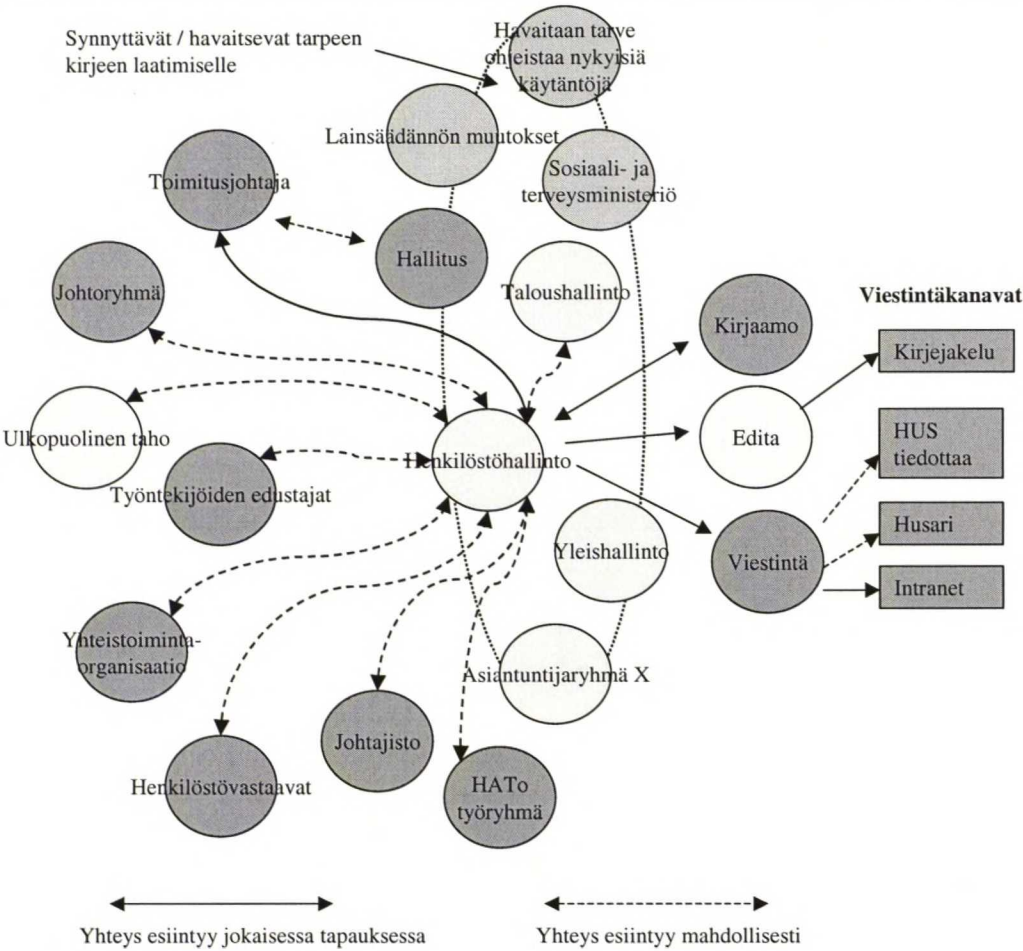 Synnyttävät / havaitsevat tarpeen
kirjeen laatimiselle
Havaitaan tarve
ohjeistaa nykyisiä
käytäntöjä
Lainsäädännön muutokset
Sosiaali- ja
terveysministeriö
Toimitusjohtaja
Hallitus
Taloushallinto
Johtoryhmä
Kirjaamo
Viestintäkanavat
Kirjejakelu
Ulkopuolinen taho
Henkilöstöhallinto
Edita
HUS
tiedottaa
Työntekijöiden edustajat
Husari
Yleishallinto
Viestintä
Intranet
Yhteistoiminta-
organisaatio
Asiantuntijaryhmä X
Johtajisto
Henkilöstövastaavat
HATo
työryhmä
Yhteys esiintyy jokaisessa tapauksessa
Yhteys esiintyy mahdollisesti